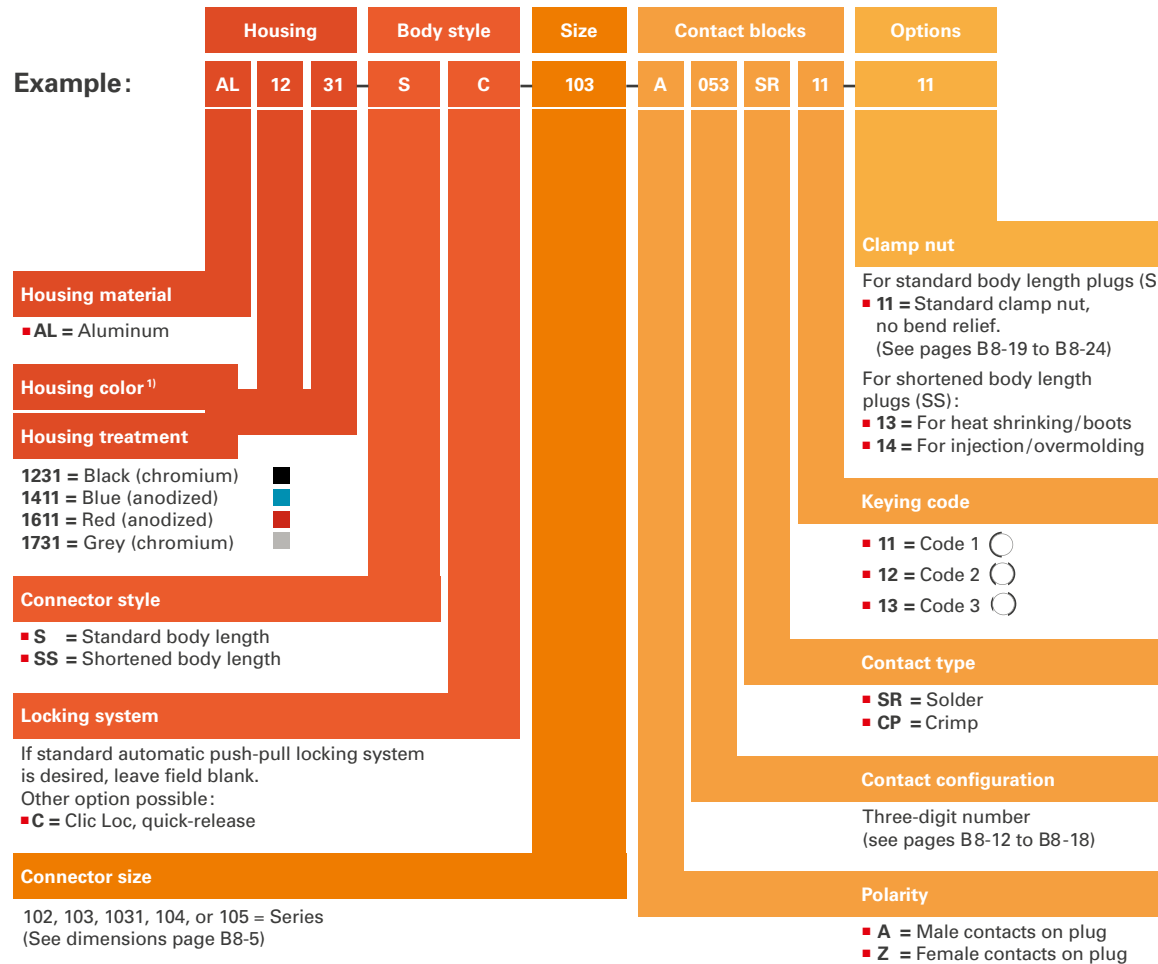 Housing Body style Size Contact blocks Options
Example: AL 12 31 – S C – 103 – A 053 SR 11 – 11
Clamp nut
For standard body length plugs (S
■ 11 = Standard clamp nut,
no bend relief.
(See pages B8-19 to B8-24)
For shortened body length
plugs (SS):
■ 13 = For heat shrinking/boots
■ 14 = For injection/overmolding
Housing material
■ AL = Aluminum
Housing color 1)
Housing treatment
1231 = Black (chromium)
1411 = Blue (anodized)
1611 = Red (anodized)
1731 = Grey (chromium)
Keying code
■ 11 = Code 1
■ 12 = Code 2
■ 13 = Code 3
Connector style
■ S = Standard body length
■ SS = Shortened body length
Contact type
■ SR = Solder
■ CP = Crimp
Locking system
If standard automatic push-pull locking system
is desired, leave field blank.
Other option possible:
■ C = Clic Loc, quick-release
Contact configuration
Three-digit number
(see pages B8-12 to B8-18)
Connector size
102, 103, 1031, 104, or 105 = Series
(See dimensions page B8-5)
Polarity
■ A = Male contacts on plug
■ Z = Female contacts on plug